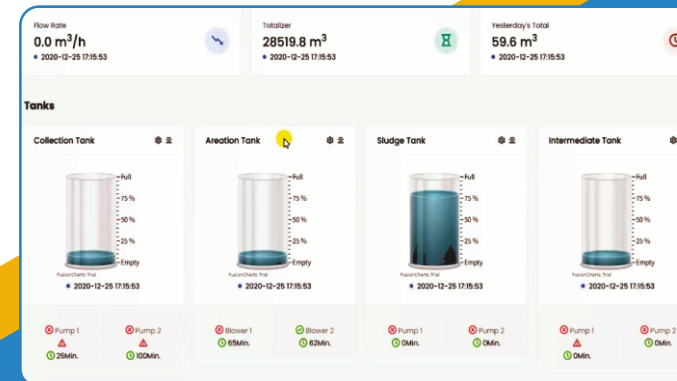 Flow Rate
0.0 m³/h
2020-12-25 17:15:53
Totalizer
28519.8 m³
2020-12-25 17:15:53
Yesterday's Total
59.6 m³
2020-12-25 17:15:53
Tanks
Collection Tank
Full
75 %
50 %
25 %
Empty
FusionCharts Trial
2020-12-25 17:15:53
Pump 1
26Min.
Pump 2
100Min.
Areation Tank
Full
75 %
50 %
25 %
Empty
FusionCharts Trial
2020-12-25 17:15:53
Blower 1
65Min.
Blower 2
62Min.
Sludge Tank
Full
75 %
50 %
25 %
Empty
FusionCharts Trial
2020-12-25 17:15:53
Pump 1
0Min.
Pump 2
0Min.
Intermediate Tank
Full
75 %
50 %
25 %
Empty
FusionCharts Trial
2020-12-25 17:15:53
Pump 1
0Min.
Pump 2
0Min.